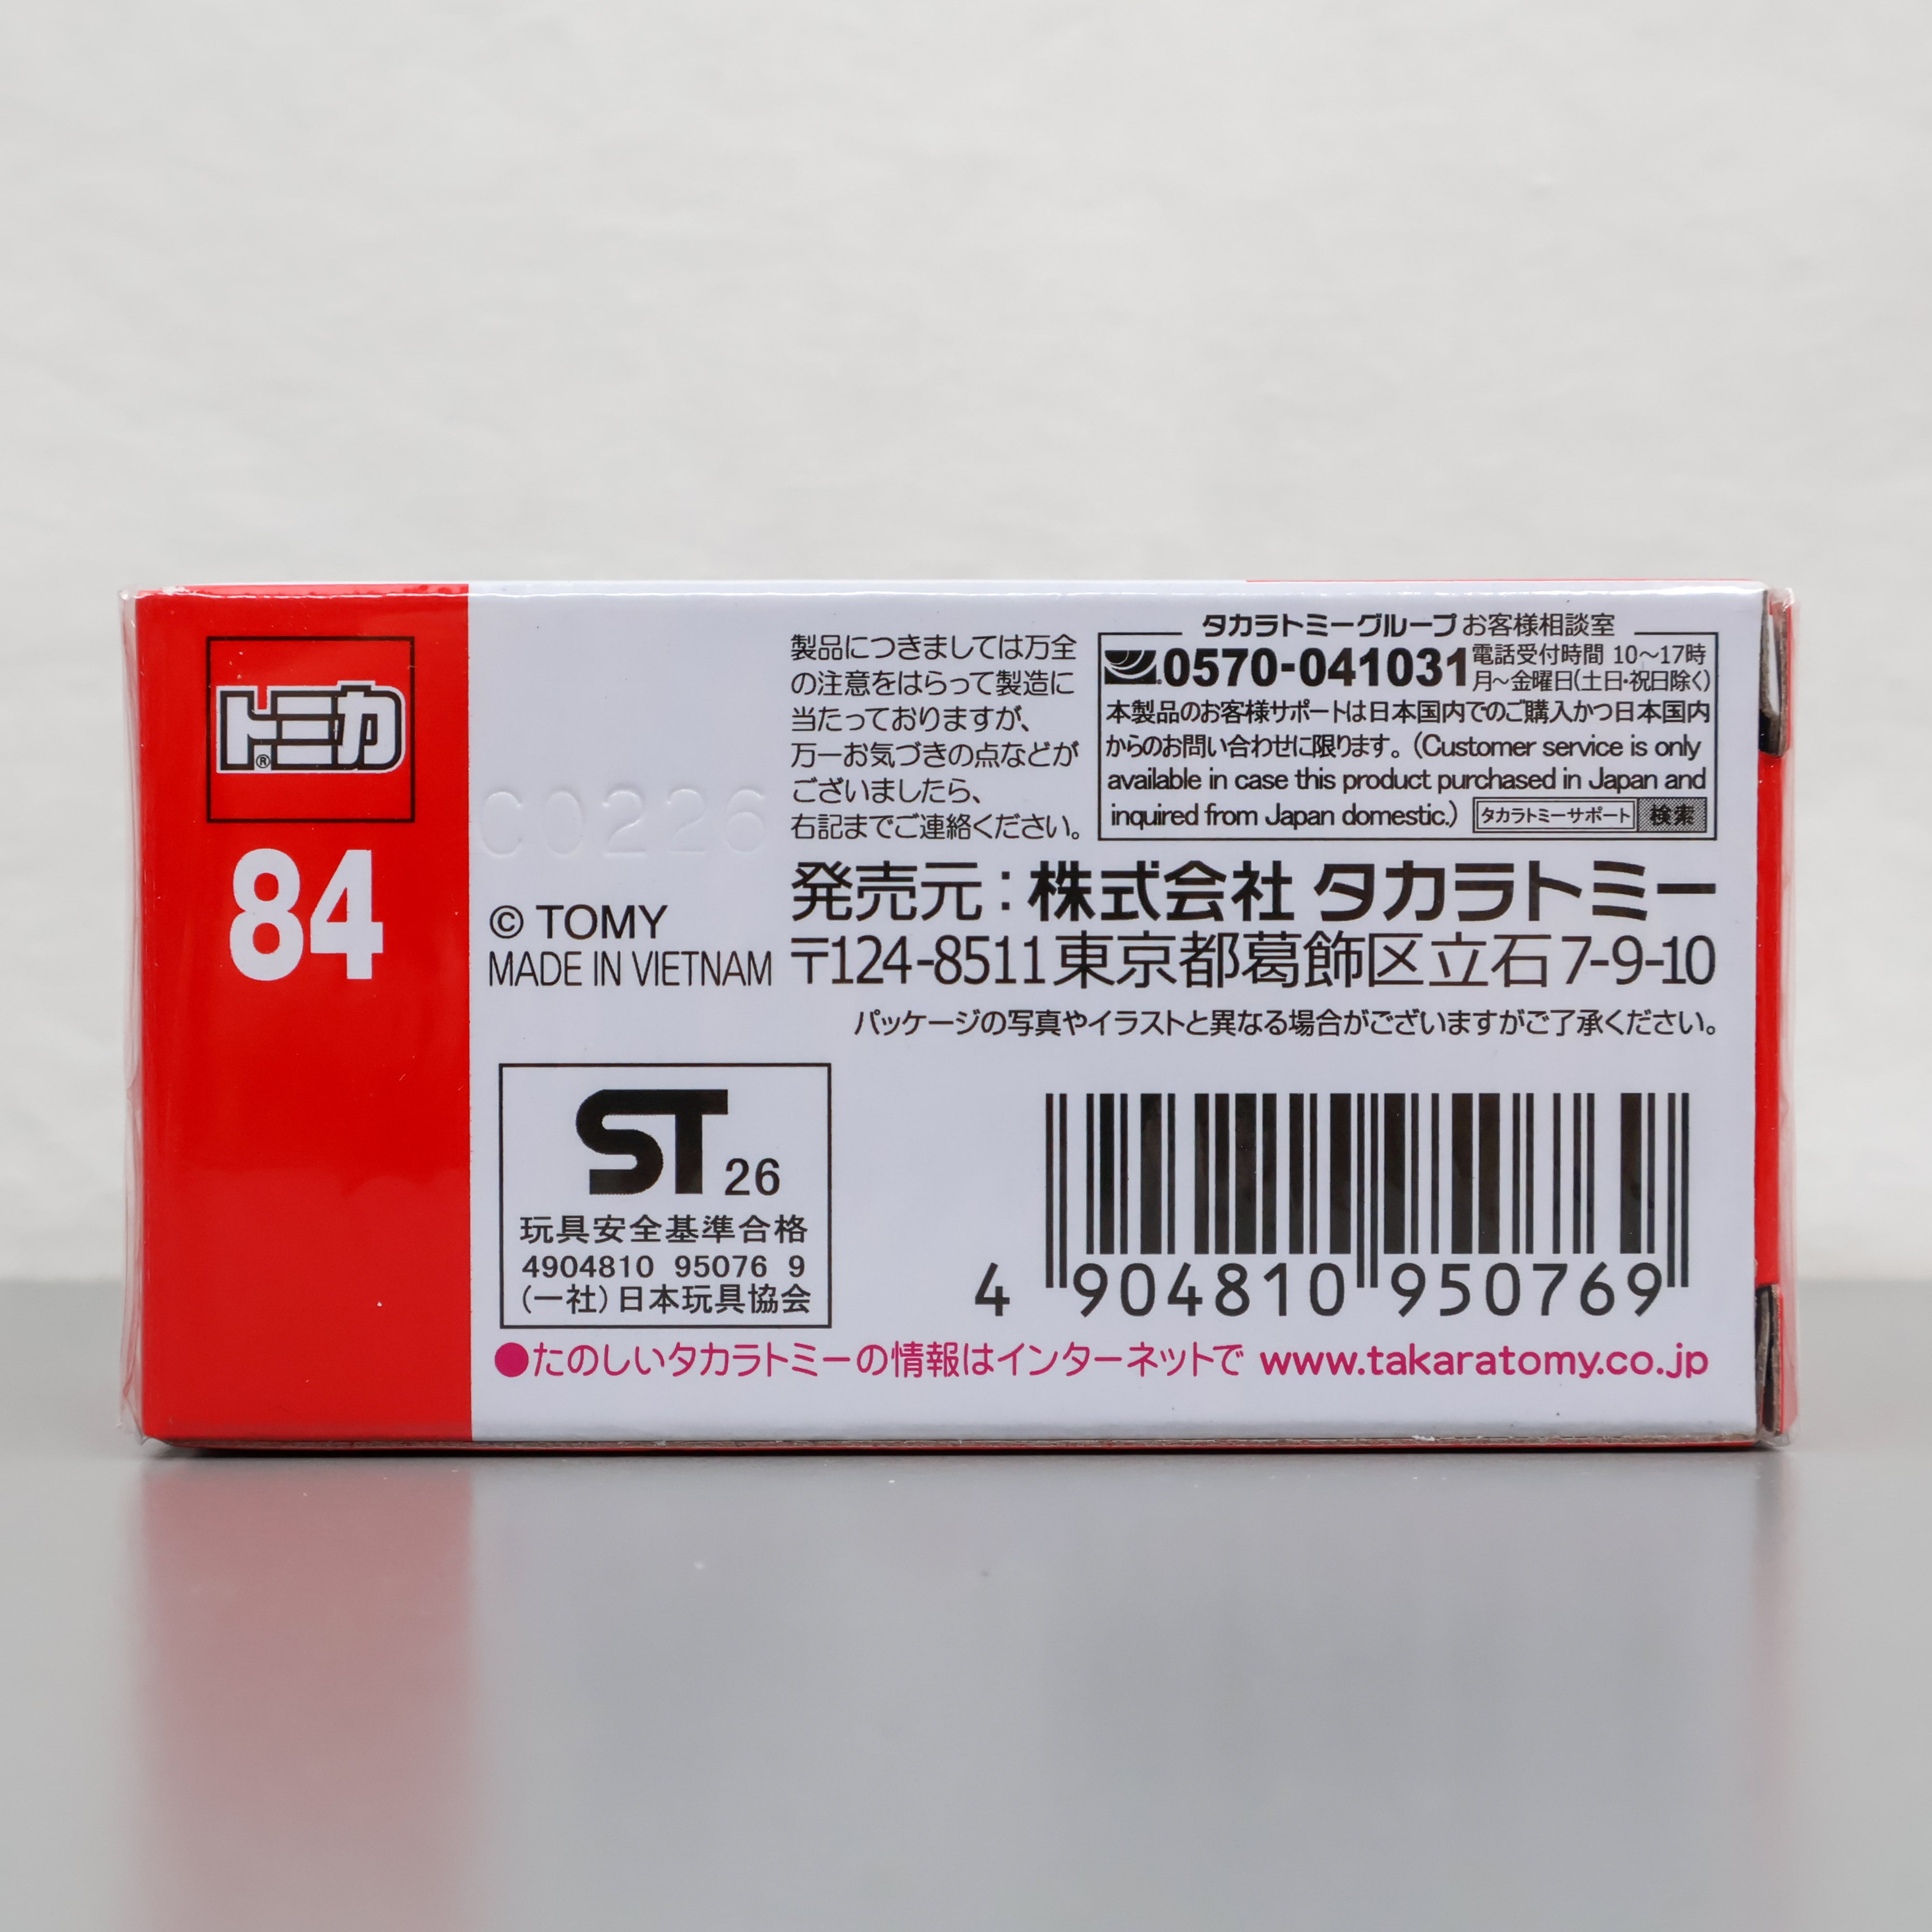 トミカ®
84
C0226
© TOMY
MADE IN VIETNAM
製品につきましては万全
の注意をはらって製造に
当たっておりますが、
万一お気づきの点などが
ございましたら、
右記までご連絡ください。
タカラトミーグループ お客様相談室
0570-041031 電話受付時間 10～17時
月～金曜日(土日・祝日除く)
本製品のお客様サポートは日本国内でのご購入かつ日本国内
からのお問い合わせに限ります。(Customer service is only
available in case this product purchased in Japan and
inquired from Japan domestic.) タカラトミーサポート 検索
発売元：株式会社 タカラトミー
〒124-8511 東京都葛飾区立石7-9-10
パッケージの写真やイラストと異なる場合がございますがご了承ください。
ST 26
玩具安全基準合格
4904810 95076 9
(一社)日本玩具協会
4 904810 950769
●たのしいタカラトミーの情報はインターネットで www.takaratomy.co.jp